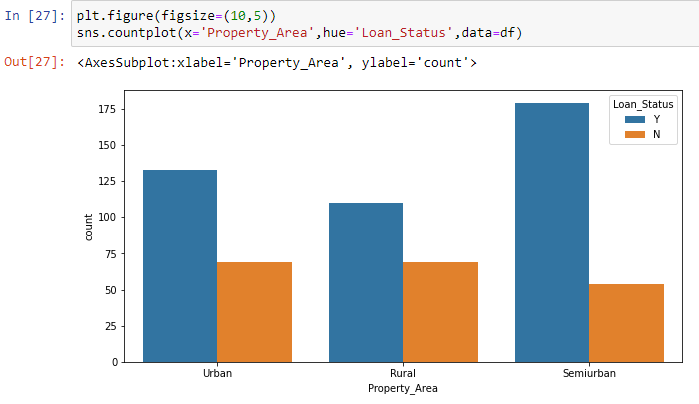 In [27]: plt.figure(figsize=(10,5))
sns.countplot(x='Property_Area',hue='Loan_Status',data=df)
Out[27]: <AxesSubplot:xlabel='Property_Area', ylabel='count'>
Loan_Status
Y
N
175
150
125
100
75
50
25
0
count
Urban
Rural
Semiurban
Property_Area